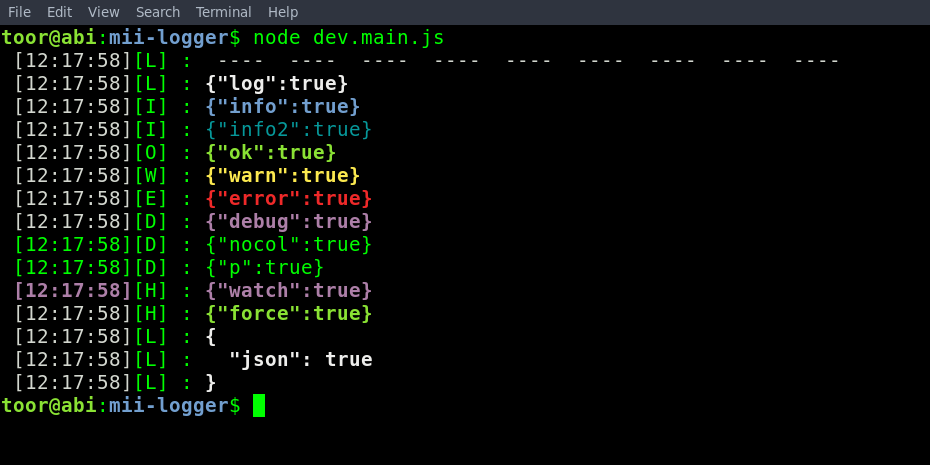 File Edit View Search Terminal Help
toor@abi:mii-logger$ node dev.main.js
[12:17:58][L] :  ----  ----  ----  ----  ----  ----  ----  ----  ----
[12:17:58][L] : {"log":true}
[12:17:58][I] : {"info":true}
[12:17:58][I] : {"info2":true}
[12:17:58][O] : {"ok":true}
[12:17:58][W] : {"warn":true}
[12:17:58][E] : {"error":true}
[12:17:58][D] : {"debug":true}
[12:17:58][D] : {"nocol":true}
[12:17:58][D] : {"p":true}
[12:17:58][H] : {"watch":true}
[12:17:58][H] : {"force":true}
[12:17:58][L] : {
[12:17:58][L] :   "json": true
[12:17:58][L] : }
toor@abi:mii-logger$